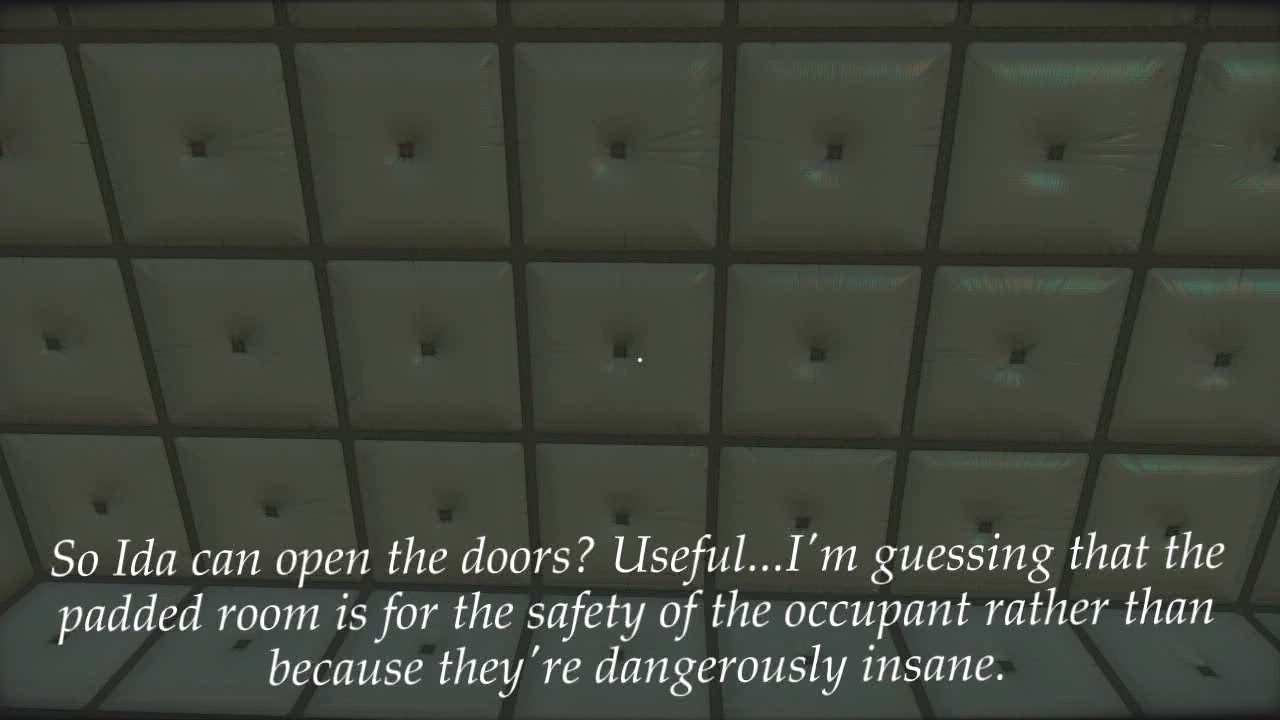 So Ida can open the doors? Useful...I'm guessing that the
padded room is for the safety of the occupant rather than
because they're dangerously insane.